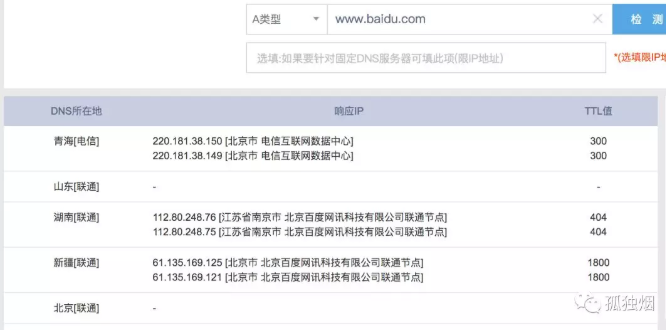 A类型 www.baidu.com × 检 测
选填:如果要针对固定DNS服务器可填此项(限IP地址) *(选填限IP地
DNS所在地 响应IP TTL值
青海[电信] 220.181.38.150 [北京市 电信互联网数据中心] 300
220.181.38.149 [北京市 电信互联网数据中心] 300
山东[联通] -
湖南[联通] 112.80.248.76 [江苏省南京市 北京百度网讯科技有限公司联通节点] 404
112.80.248.75 [江苏省南京市 北京百度网讯科技有限公司联通节点] 404
新疆[联通] 61.135.169.125 [北京市 北京百度网讯科技有限公司联通节点] 1800
61.135.169.121 [北京市 北京百度网讯科技有限公司联通节点] 1800
北京[联通] -
孤独烟